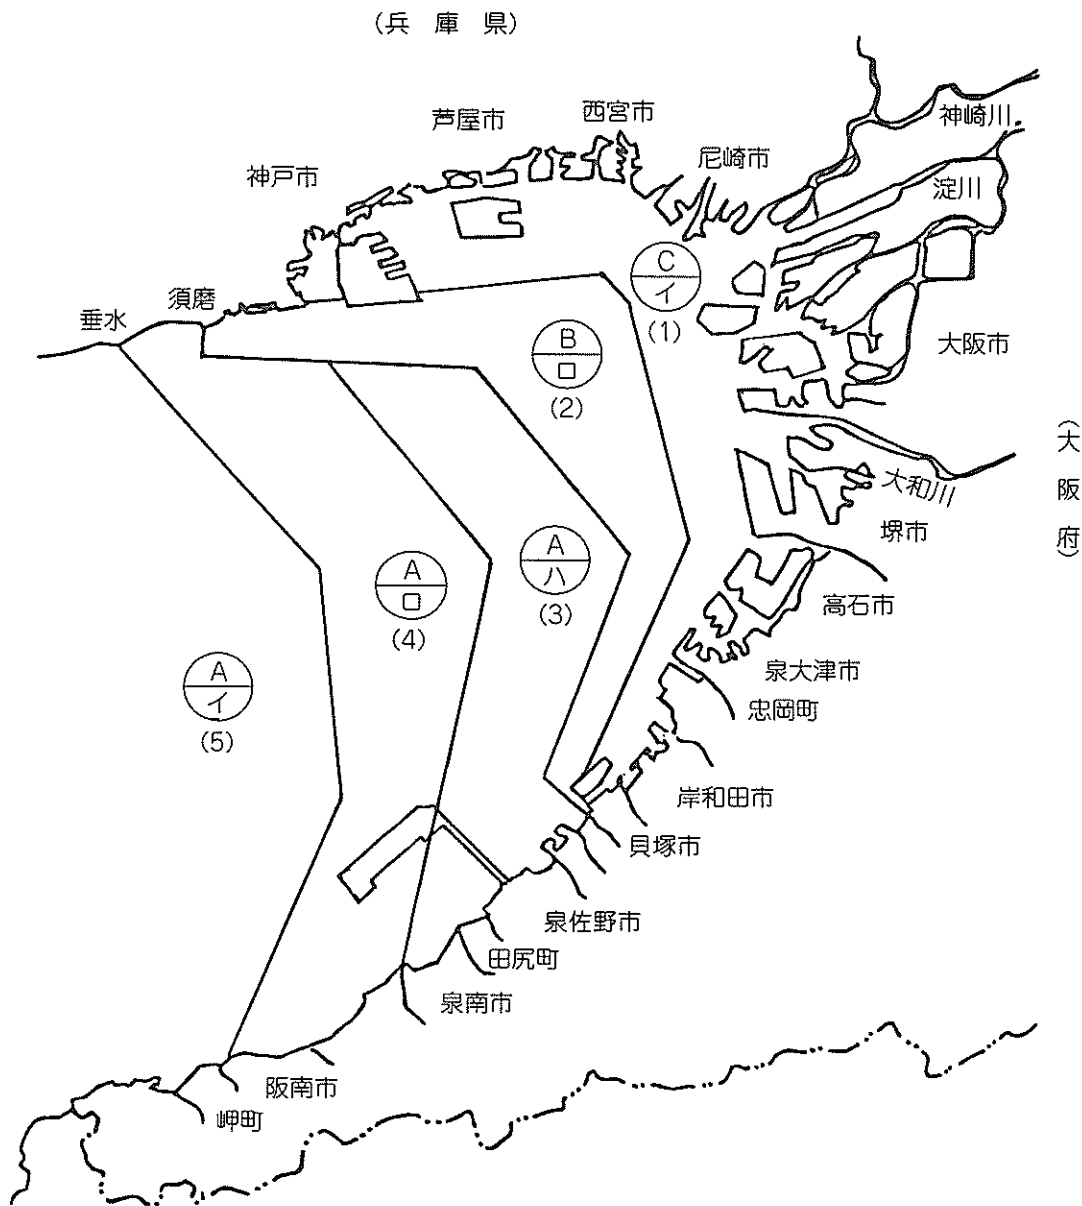 (兵庫県)
神崎川
西宮市
芦屋市
尼崎市
神戸市
淀川
C
イ
(1)
須磨
垂水
B
ロ
(2)
大阪市
(大阪府)
大和川
堺市
A
ハ
(3)
A
ロ
(4)
高石市
泉大津市
A
イ
(5)
忠岡町
岸和田市
貝塚市
泉佐野市
田尻町
泉南市
阪南市
岬町